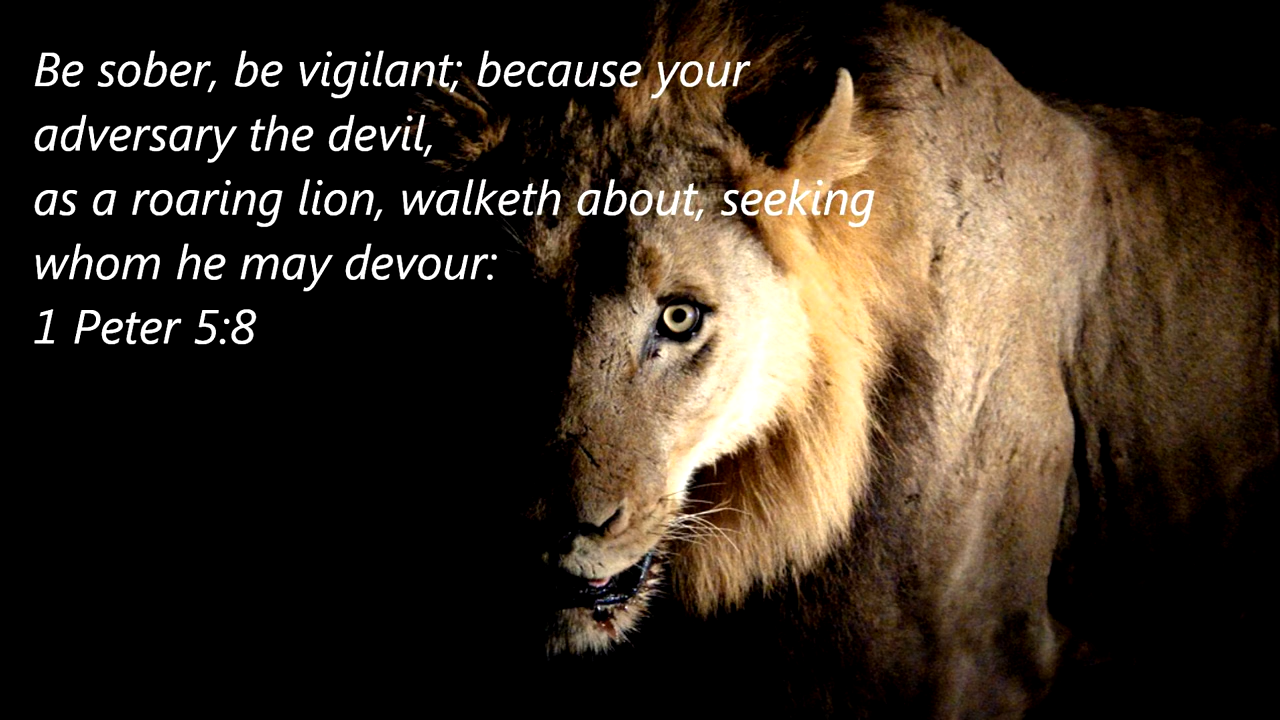 Be sober, be vigilant; because your
adversary the devil,
as a roaring lion, walketh about, seeking
whom he may devour:
1 Peter 5:8